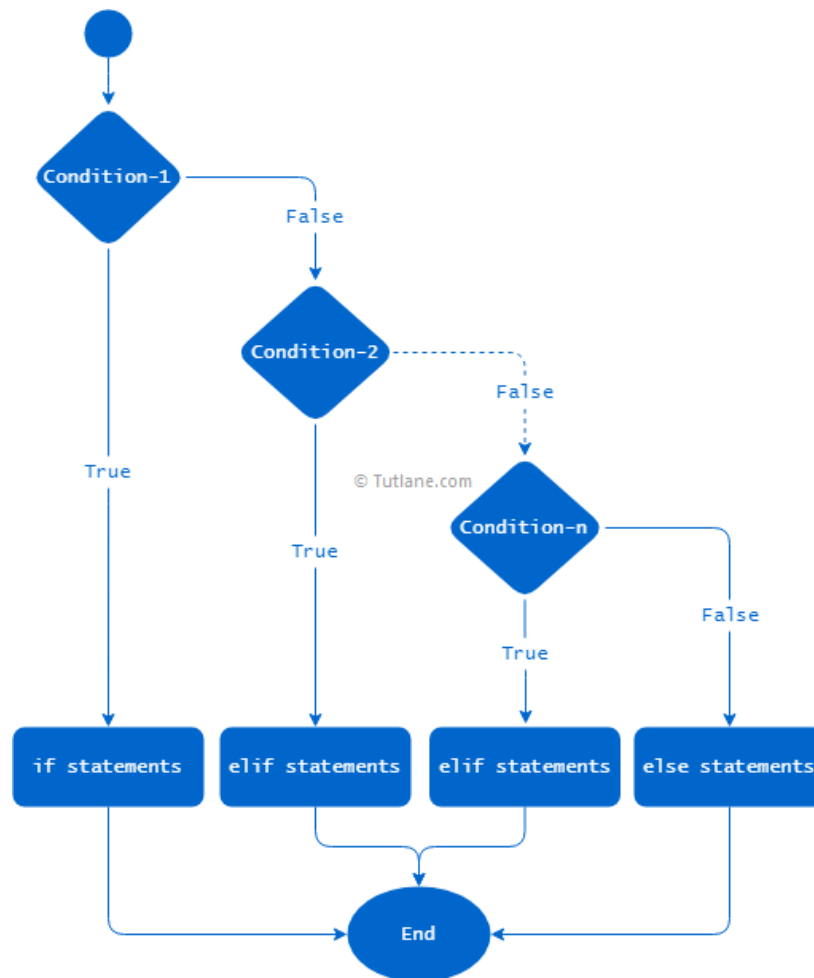 Condition-1
False
Condition-2
False
True
© Tutlane.com
Condition-n
True
False
True
if statements
elif statements
elif statements
else statements
End